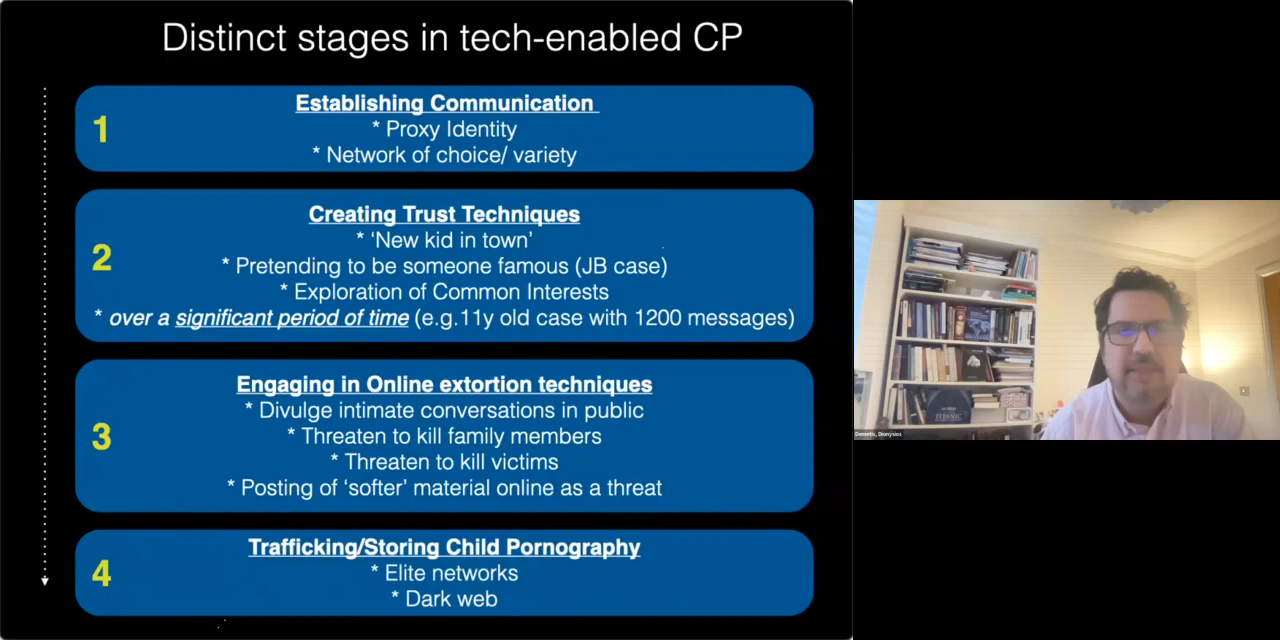 Distinct stages in tech-enabled CP
1
Establishing Communication
* Proxy Identity
* Network of choice/ variety
2
Creating Trust Techniques
* ‘New kid in town’
* Pretending to be someone famous (JB case)
* Exploration of Common Interests
* over a significant period of time (e.g.11y old case with 1200 messages)
3
Engaging in Online extortion techniques
* Divulge intimate conversations in public
* Threaten to kill family members
* Threaten to kill victims
* Posting of ‘softer’ material online as a threat
4
Trafficking/Storing Child Pornography
* Elite networks
* Dark web
TITANIC
Demetis, Dionysios